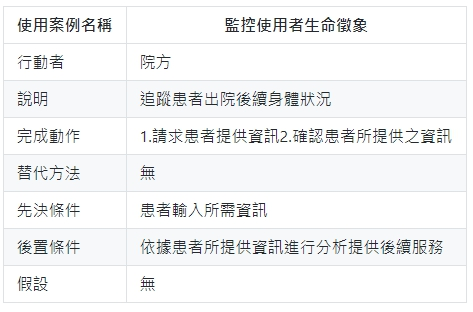 使用案例名稱 監控使用者生命徵象
行動者 院方
說明 追蹤患者出院後續身體狀況
完成動作 1.請求患者提供資訊2.確認患者所提供之資訊
替代方法 無
先決條件 患者輸入所需資訊
後置條件 依據患者所提供資訊進行分析提供後續服務
假設 無